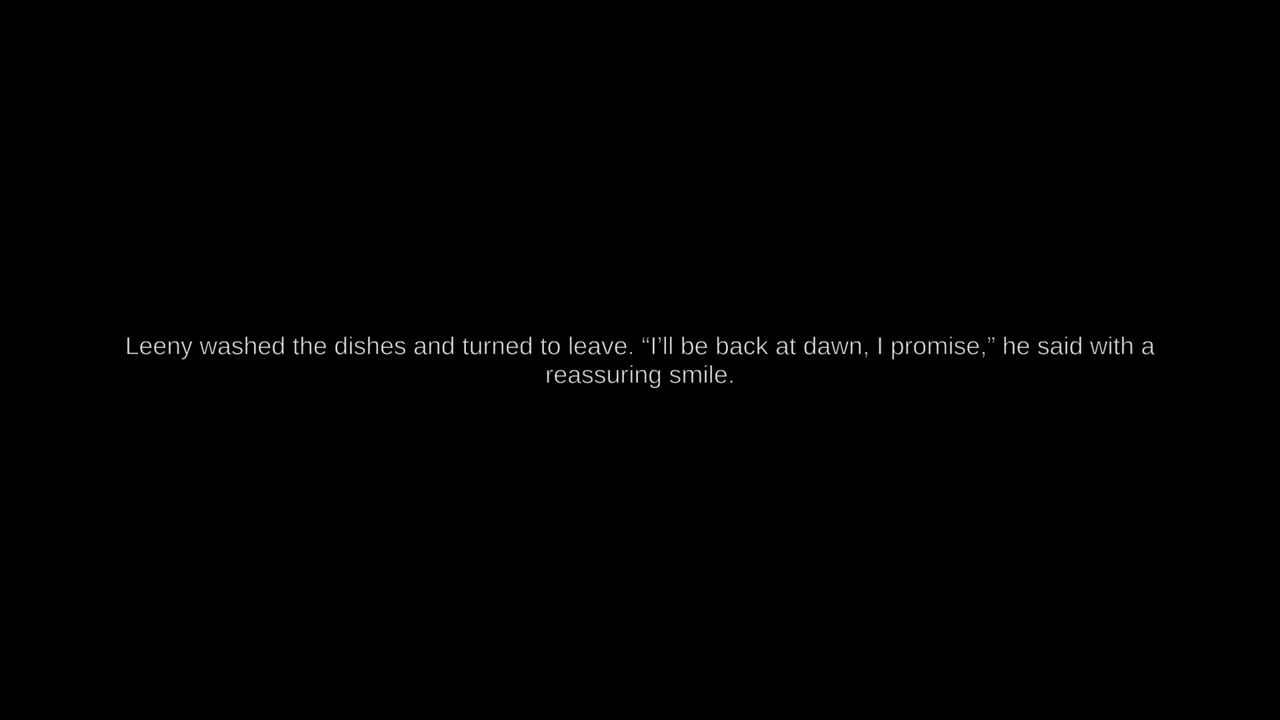 Leeny washed the dishes and turned to leave. “I’ll be back at dawn, I promise,” he said with a
reassuring smile.